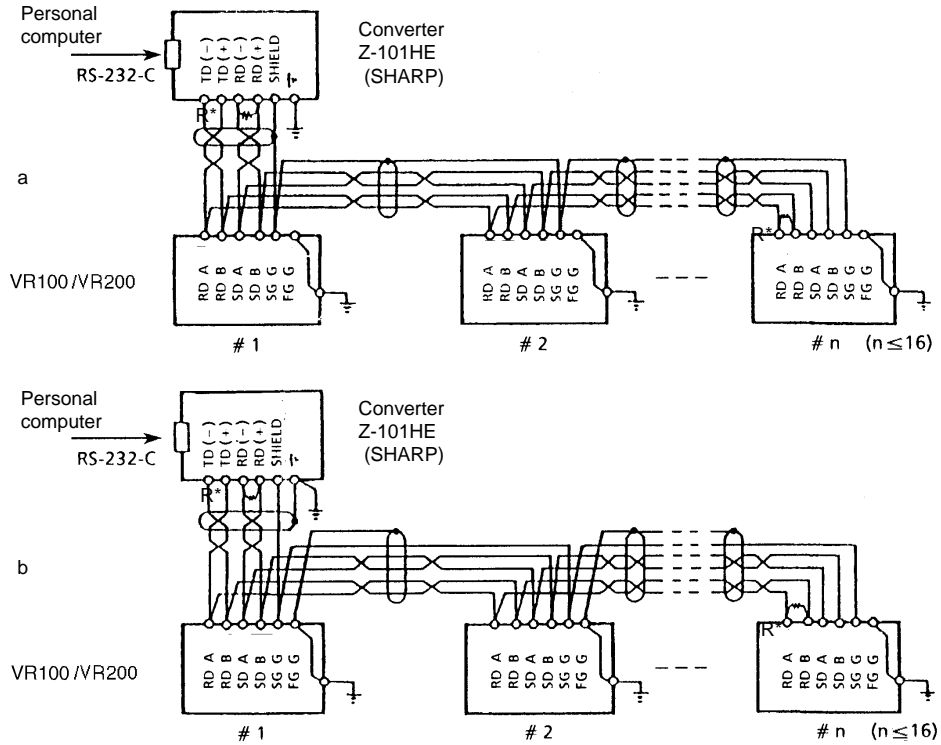 Personal
computer
RS-232-C
TD (−)
TD (+)
RD (−)
RD (+)
SHIELD
Converter
Z-101HE
(SHARP)
R*
a
VR100/VR200
RD A
RD B
SD A
SD B
SG G
FG G
# 1
RD A
RD B
SD A
SD B
SG G
FG G
# 2
R*
RD A
RD B
SD A
SD B
SG G
FG G
# n (n≤16)
Personal
computer
RS-232-C
TD (−)
TD (+)
RD (−)
RD (+)
SHIELD
Converter
Z-101HE
(SHARP)
R*
b
VR100/VR200
RD A
RD B
SD A
SD B
SG G
FG G
# 1
RD A
RD B
SD A
SD B
SG G
FG G
# 2
R*
RD A
RD B
SD A
SD B
SG G
FG G
# n (n≤16)